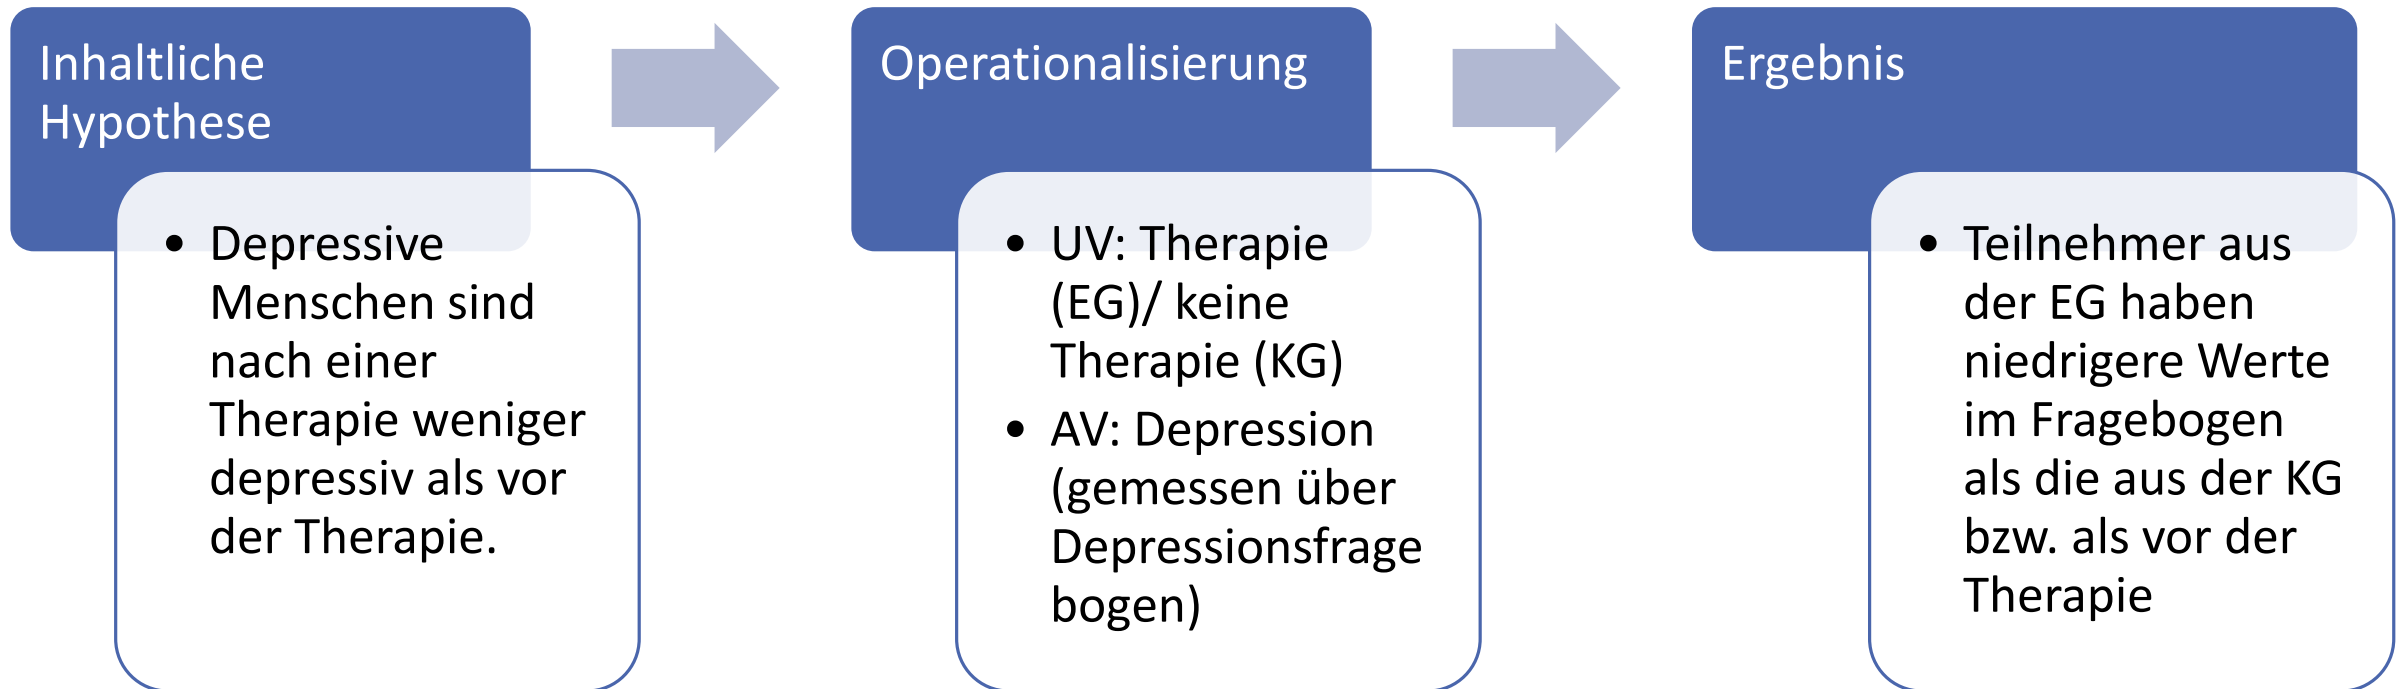 Inhaltliche
Hypothese
• Depressive
Menschen sind
nach einer
Therapie weniger
depressiv als vor
der Therapie.
Operationalisierung
• UV: Therapie
(EG)/ keine
Therapie (KG)
• AV: Depression
(gemessen über
Depressionsfrage
bogen)
Ergebnis
• Teilnehmer aus
der EG haben
niedrigere Werte
im Fragebogen
als die aus der KG
bzw. als vor der
Therapie